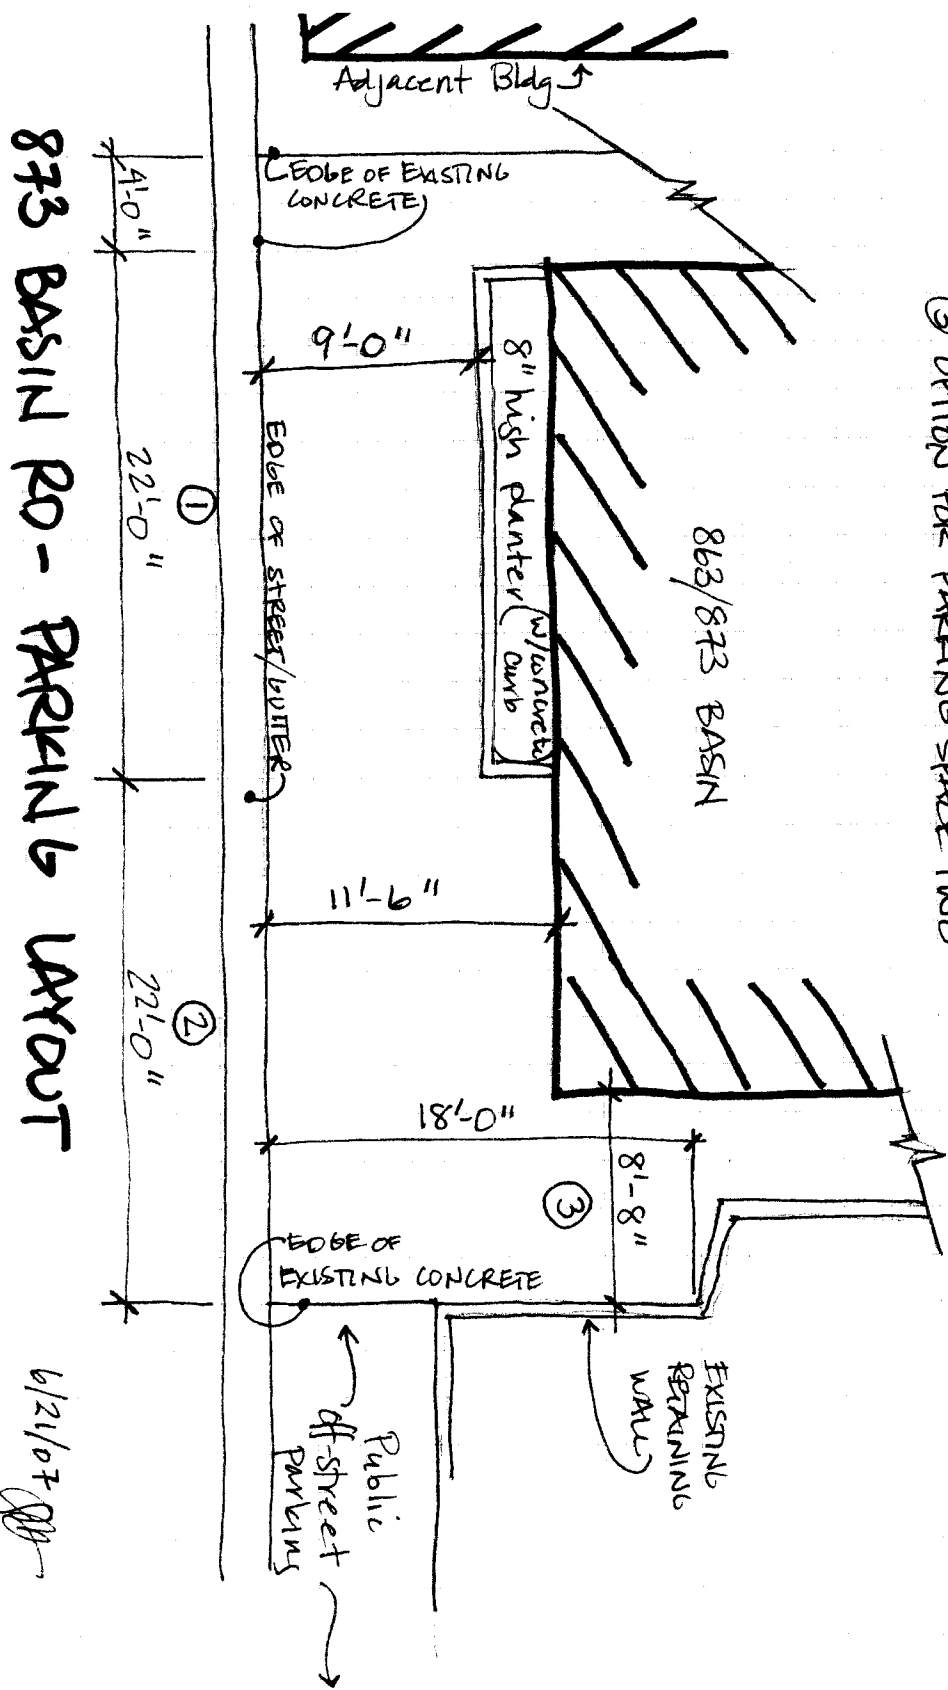 ③ OPTION FOR PARKING SPACE TWO
Adjacent Bldg
EDGE OF EXISTING
CONCRETE
4'-0"
9'-0"
8" high planter
w/concrete
curb
863/873 BASIN
EDGE OF STREET/GUTTER
①
22'-0"
11'-6"
②
22'-0"
18'-0"
8'-8"
③
EDGE OF
EXISTING CONCRETE
EXISTING
RETAINING
WALL
Public
off-street
parking
873 BASIN RD- PARKING LAYOUT
6/21/07